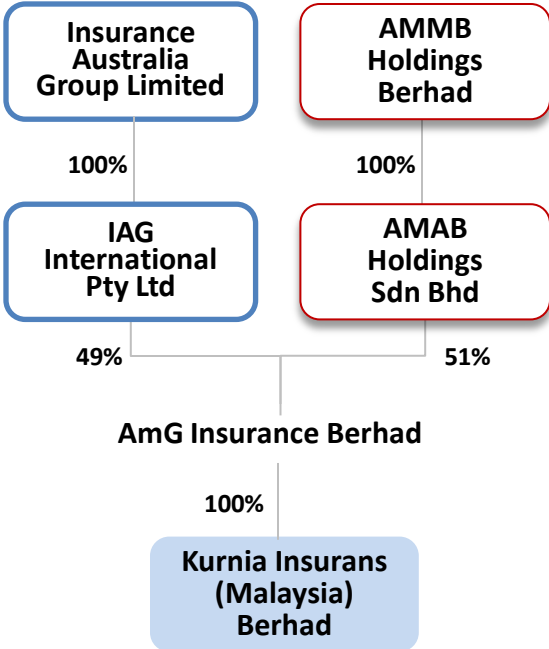 Insurance
Australia
Group Limited
AMMB
Holdings
Berhad
100%
100%
IAG
International
Pty Ltd
AMAB
Holdings
Sdn Bhd
49%
51%
AmG Insurance Berhad
100%
Kurnia Insurans
(Malaysia)
Berhad